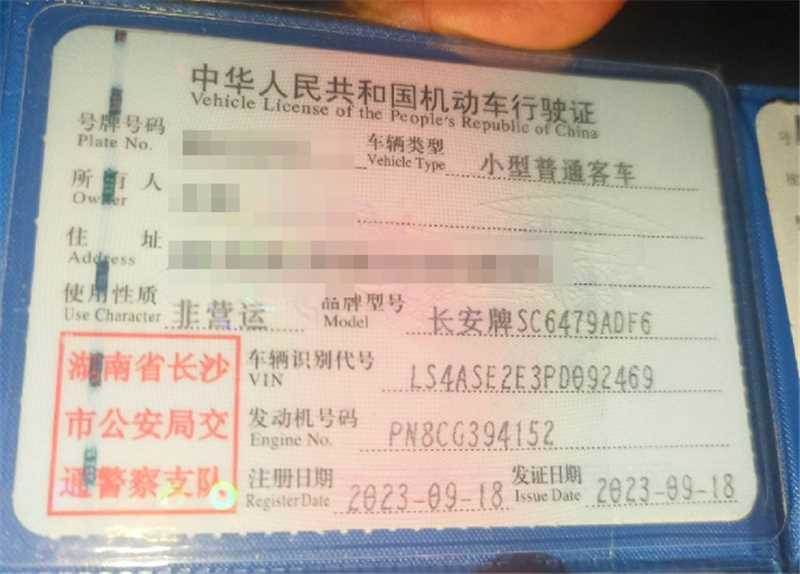 中华人民共和国机动车行驶证
Vehicle License of the People's Republic of China
号牌号码
Plate No.
车辆类型 小型普通客车
Vehicle Type
所有人
Owner
住址
Address
使用性质 非营运
Use Character
品牌型号 长安牌SC6479ADF6
Model
湖南省长沙
市公安局交
通警察支队
车辆识别代号 LS4ASE2E3PD092469
VIN
发动机号码 PN8CG394152
Engine No.
注册日期 2023-09-18
Register Date
发证日期 2023-09-18
Issue Date